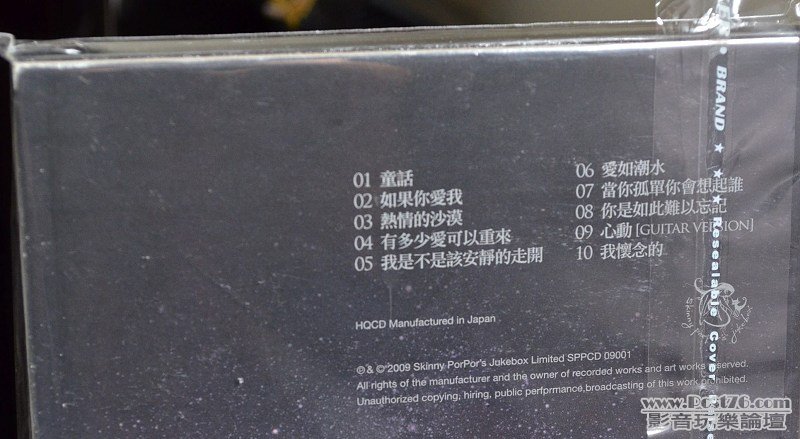 01 童話
02 如果你愛我
03 熱情的沙漠
04 有多少愛可以重來
05 我是不是該安靜的走開
06 愛如潮水
07 當你孤單你會想起誰
08 你是如此難以忘記
09 心動 [GUITAR VERSION]
10 我懷念的
HQCD Manufactured in Japan
℗ & © 2009 Skinny PorPor's Jukebox Limited SPPCD 09001
All rights of the manufacturer and the owner of recorded works and art works reserved.
Unauthorized copying, hiring, public performance,broadcasting of this work prohibited.
BRAND ★ ★ ★ Resealable Cover
www.PCDVD.com
影音玩樂論壇